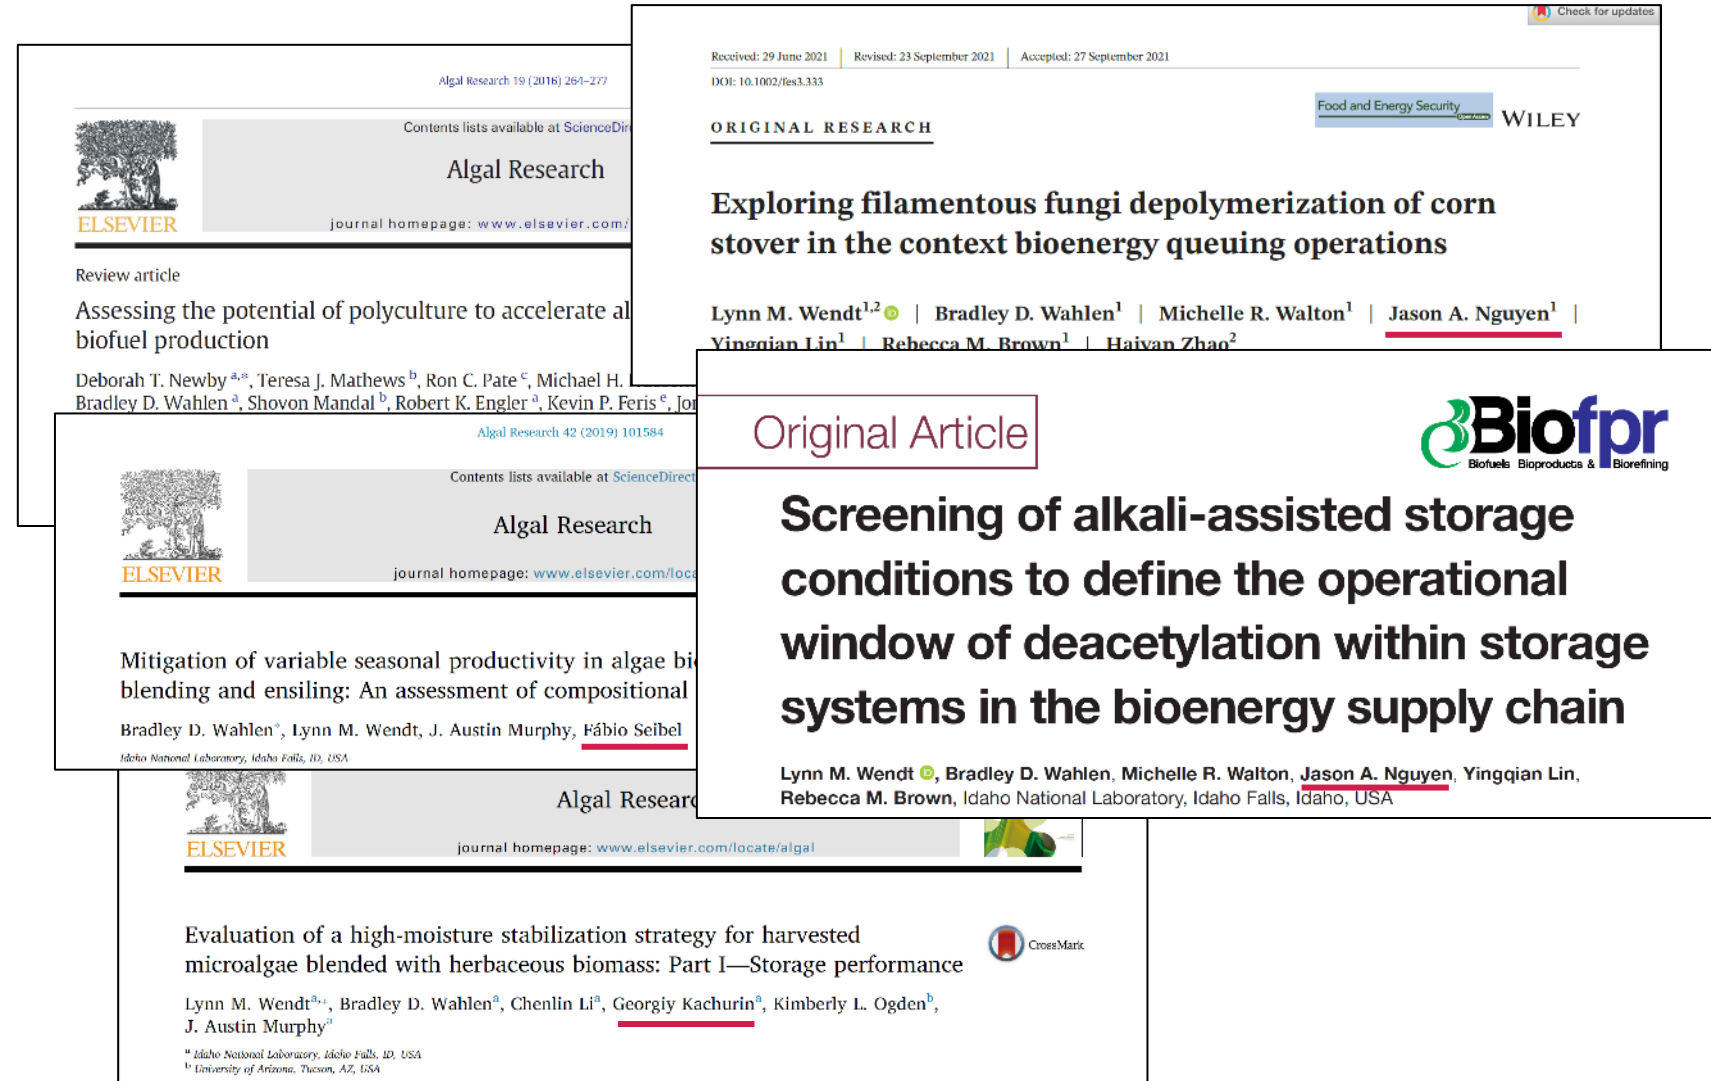 Algal Research 19 (2016) 264–277
Contents lists available at
Algal Research
journal homepage: www.elsevier.com/
ELSEVIER
Review article
Assessing the potential of polyculture to accelerate
biofuel production
Deborah T. Newby a,*, Teresa J. Mathews b, Ron C. Pate c, Michael H.
Bradley D. Wahlen a, Shovon Mandal b, Robert K. Engler a, Kevin P. Feris e,
Check for updates
Received: 29 June 2021 | Revised: 23 September 2021 | Accepted: 27 September 2021
DOI: 10.1002/fes3.333
Food and Energy Security
Open Access
WILEY
ORIGINAL RESEARCH
Exploring filamentous fungi depolymerization of corn
stover in the context bioenergy queuing operations
Lynn M. Wendt1,2 | Bradley D. Wahlen1 | Michelle R. Walton1 | Jason A. Nguyen1 |
Yingqian Lin1 | Rebecca M. Brown1 | Haiyan Zhao2
Algal Research 42 (2019) 101584
Contents lists available at ScienceDirect
Algal Research
journal homepage: www.elsevier.com/
ELSEVIER
Mitigation of variable seasonal productivity in algae
blending and ensiling: An assessment of compositional
Bradley D. Wahlen*, Lynn M. Wendt, J. Austin Murphy, Fábio Seibel
Idaho National Laboratory, Idaho Falls, ID, USA
Original Article
Biofpr
Biofuels Bioproducts & Biorefining
Screening of alkali-assisted storage
conditions to define the operational
window of deacetylation within storage
systems in the bioenergy supply chain
Lynn M. Wendt, Bradley D. Wahlen, Michelle R. Walton, Jason A. Nguyen, Yingqian Lin,
Rebecca M. Brown, Idaho National Laboratory, Idaho Falls, Idaho, USA
Algal
journal homepage: www.elsevier.com/locate/algal
ELSEVIER
Evaluation of a high-moisture stabilization strategy for harvested
microalgae blended with herbaceous biomass: Part I—Storage performance
CrossMark
Lynn M. Wendta,*, Bradley D. Wahlena, Chenlin Lia, Georgiy Kachurina, Kimberly L. Ogdenb,
J. Austin Murphya
a Idaho National Laboratory, Idaho Falls, ID, USA
b University of Arizona, Tucson, AZ, USA